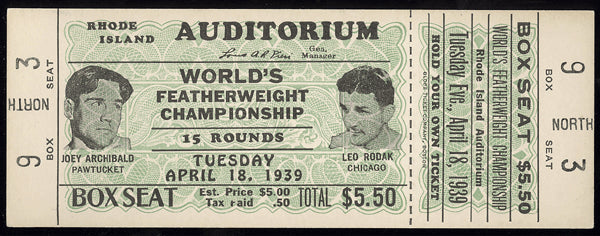 3
SEAT
NORTH
BOX
9
RHODE ISLAND
AUDITORIUM
Gen. Manager
WORLD'S
FEATHERWEIGHT
CHAMPIONSHIP
15 ROUNDS
TUESDAY
APRIL 18, 1939
JOEY ARCHIBALD
PAWTUCKET
LEO RODAK
CHICAGO
BOX SEAT
Est. Price $5.00
Tax paid .50
TOTAL $5.50
BOX SEAT $5.50
WORLD'S FEATHERWEIGHT CHAMPIONSHIP
Rhode Island Auditorium
Tuesday Eve., April 18, 1939
HOLD YOUR OWN TICKET
9
BOX
NORTH
SEAT
3